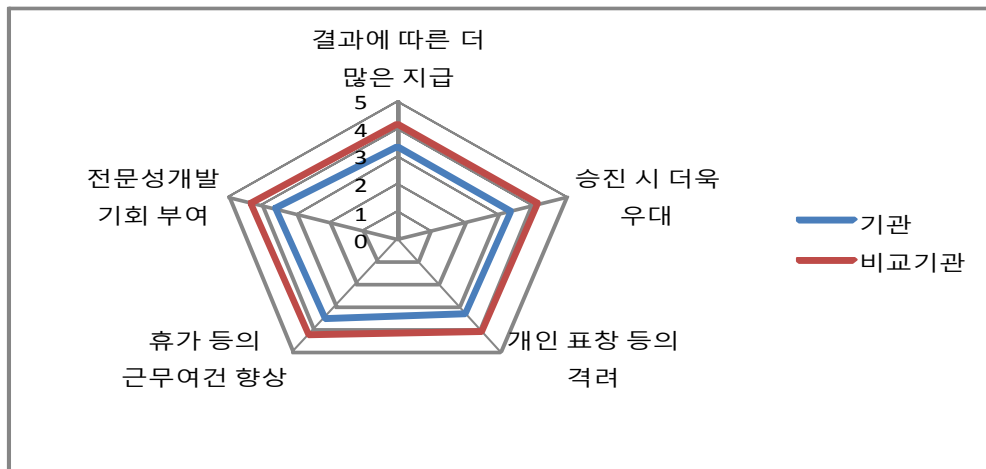 결과에 따른 더
많은 지급
5
4
3
2
1
0
승진 시 더욱
우대
개인 표창 등의
격려
휴가 등의
근무여건 향상
전문성개발
기회 부여
기관
비교기관